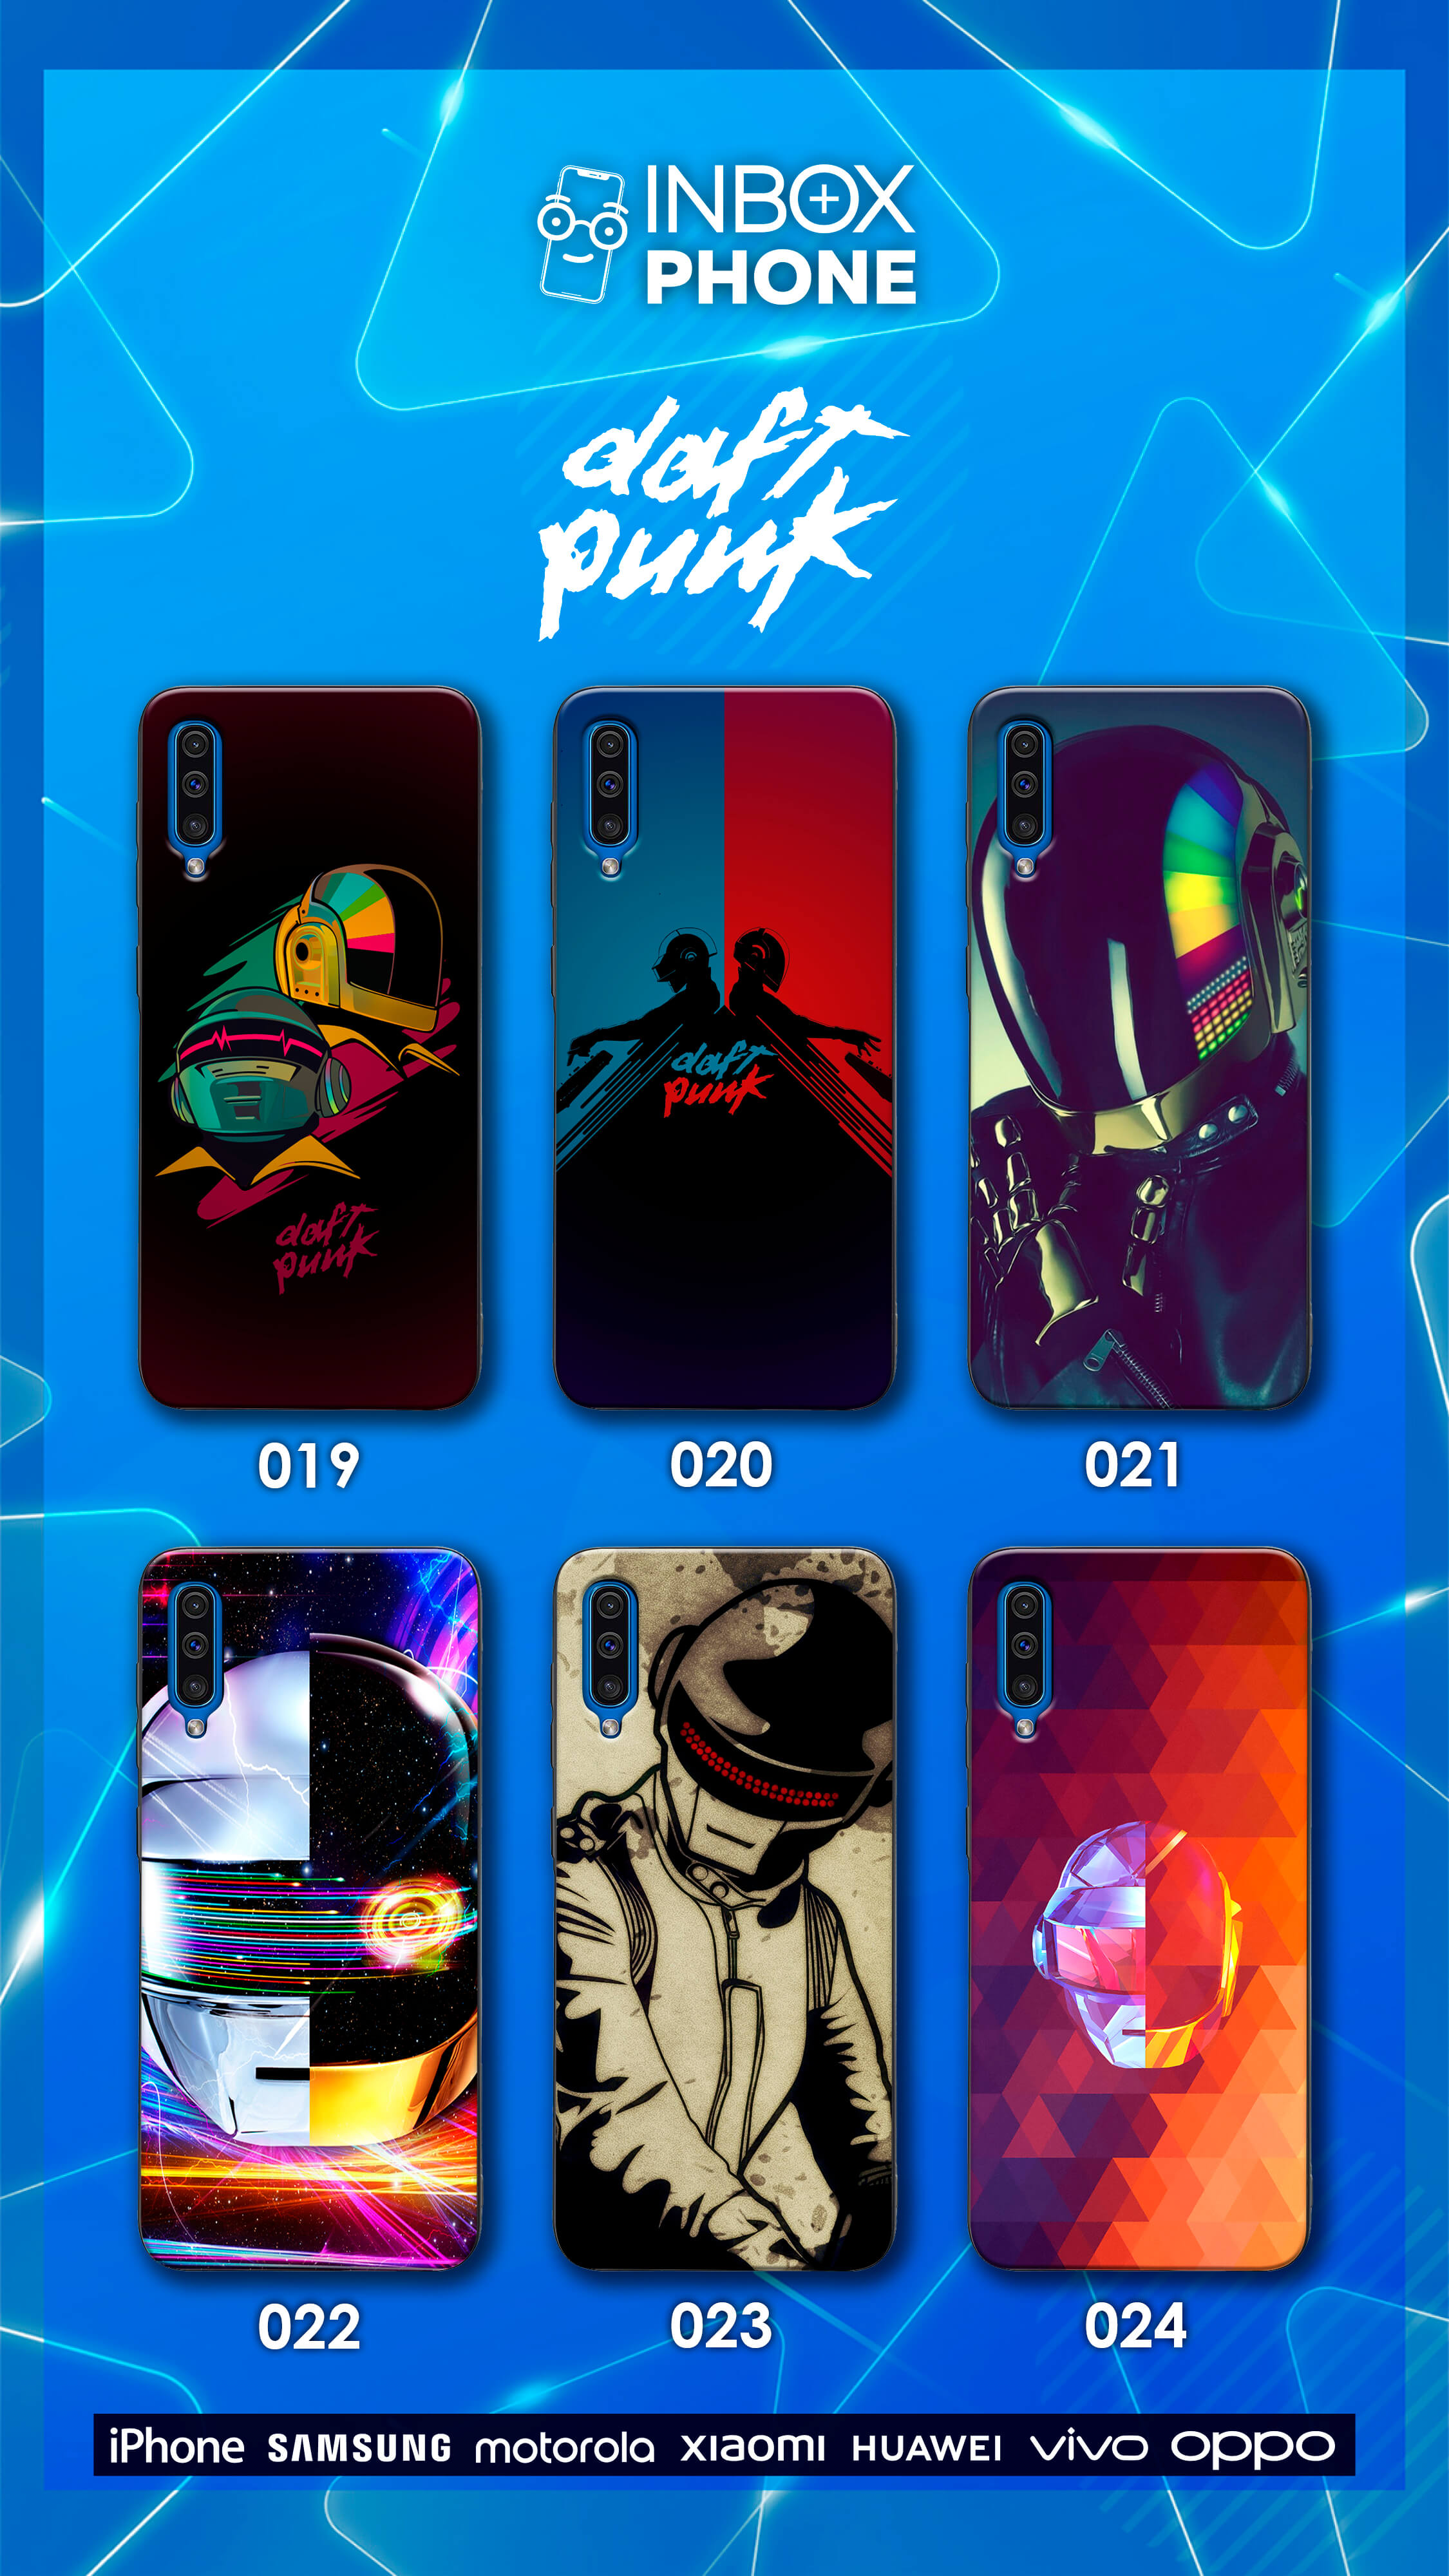 INBOX
PHONE
daft
punk
daft
punk
daft
punk
019 020 021
022 023 024
iPhone SAMSUNG motorola xiaomi HUAWEI vivo oppo